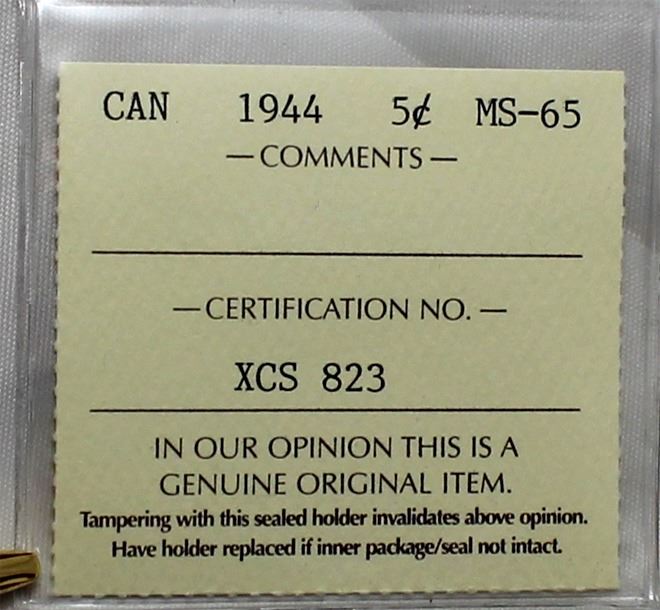 CAN 1944 5¢ MS-65
— COMMENTS —
— CERTIFICATION NO. —
XCS 823
IN OUR OPINION THIS IS A
GENUINE ORIGINAL ITEM.
Tampering with this sealed holder invalidates above opinion.
Have holder replaced if inner package/seal not intact.